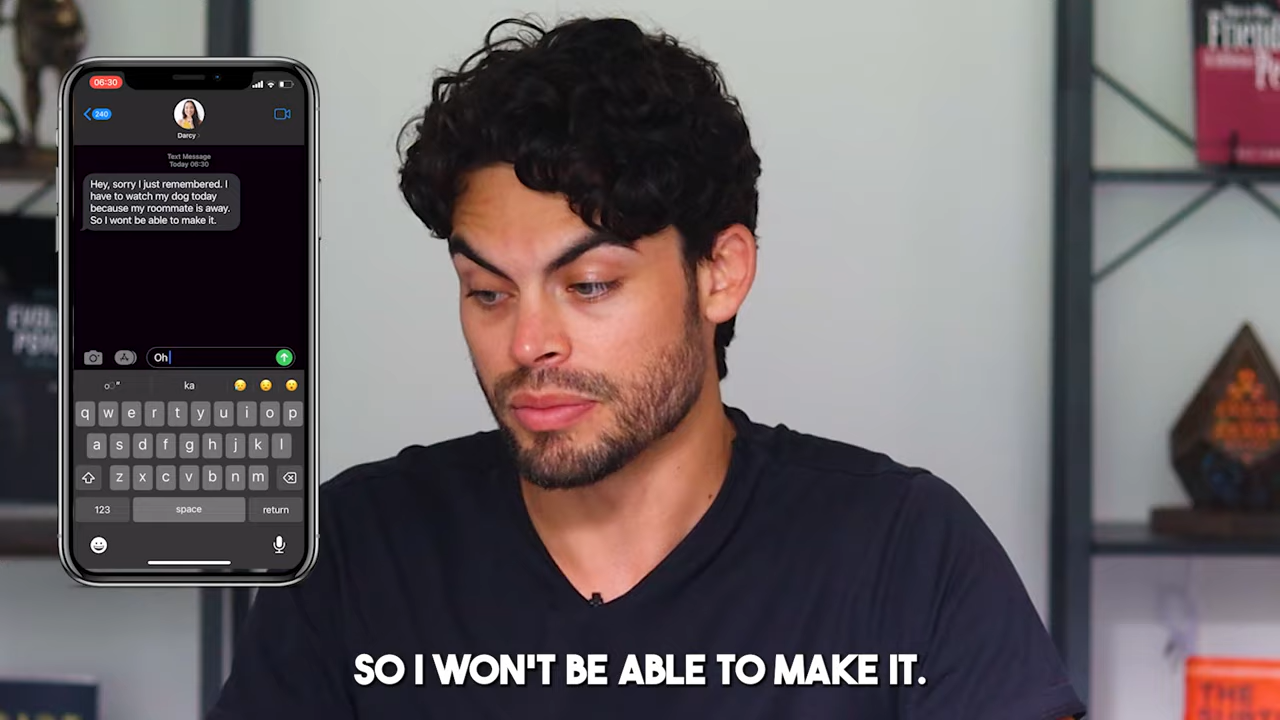 06:30
240
Darcy
Text Message
Today 06:30
Hey, sorry I just remembered. I
have to watch my dog today
because my roommate is away.
So I wont be able to make it.
Oh
ka
q w e r t y u i o p
a s d f g h j k l
z x c v b n m
123 space return
SO I WON'T BE ABLE TO MAKE IT.
THE